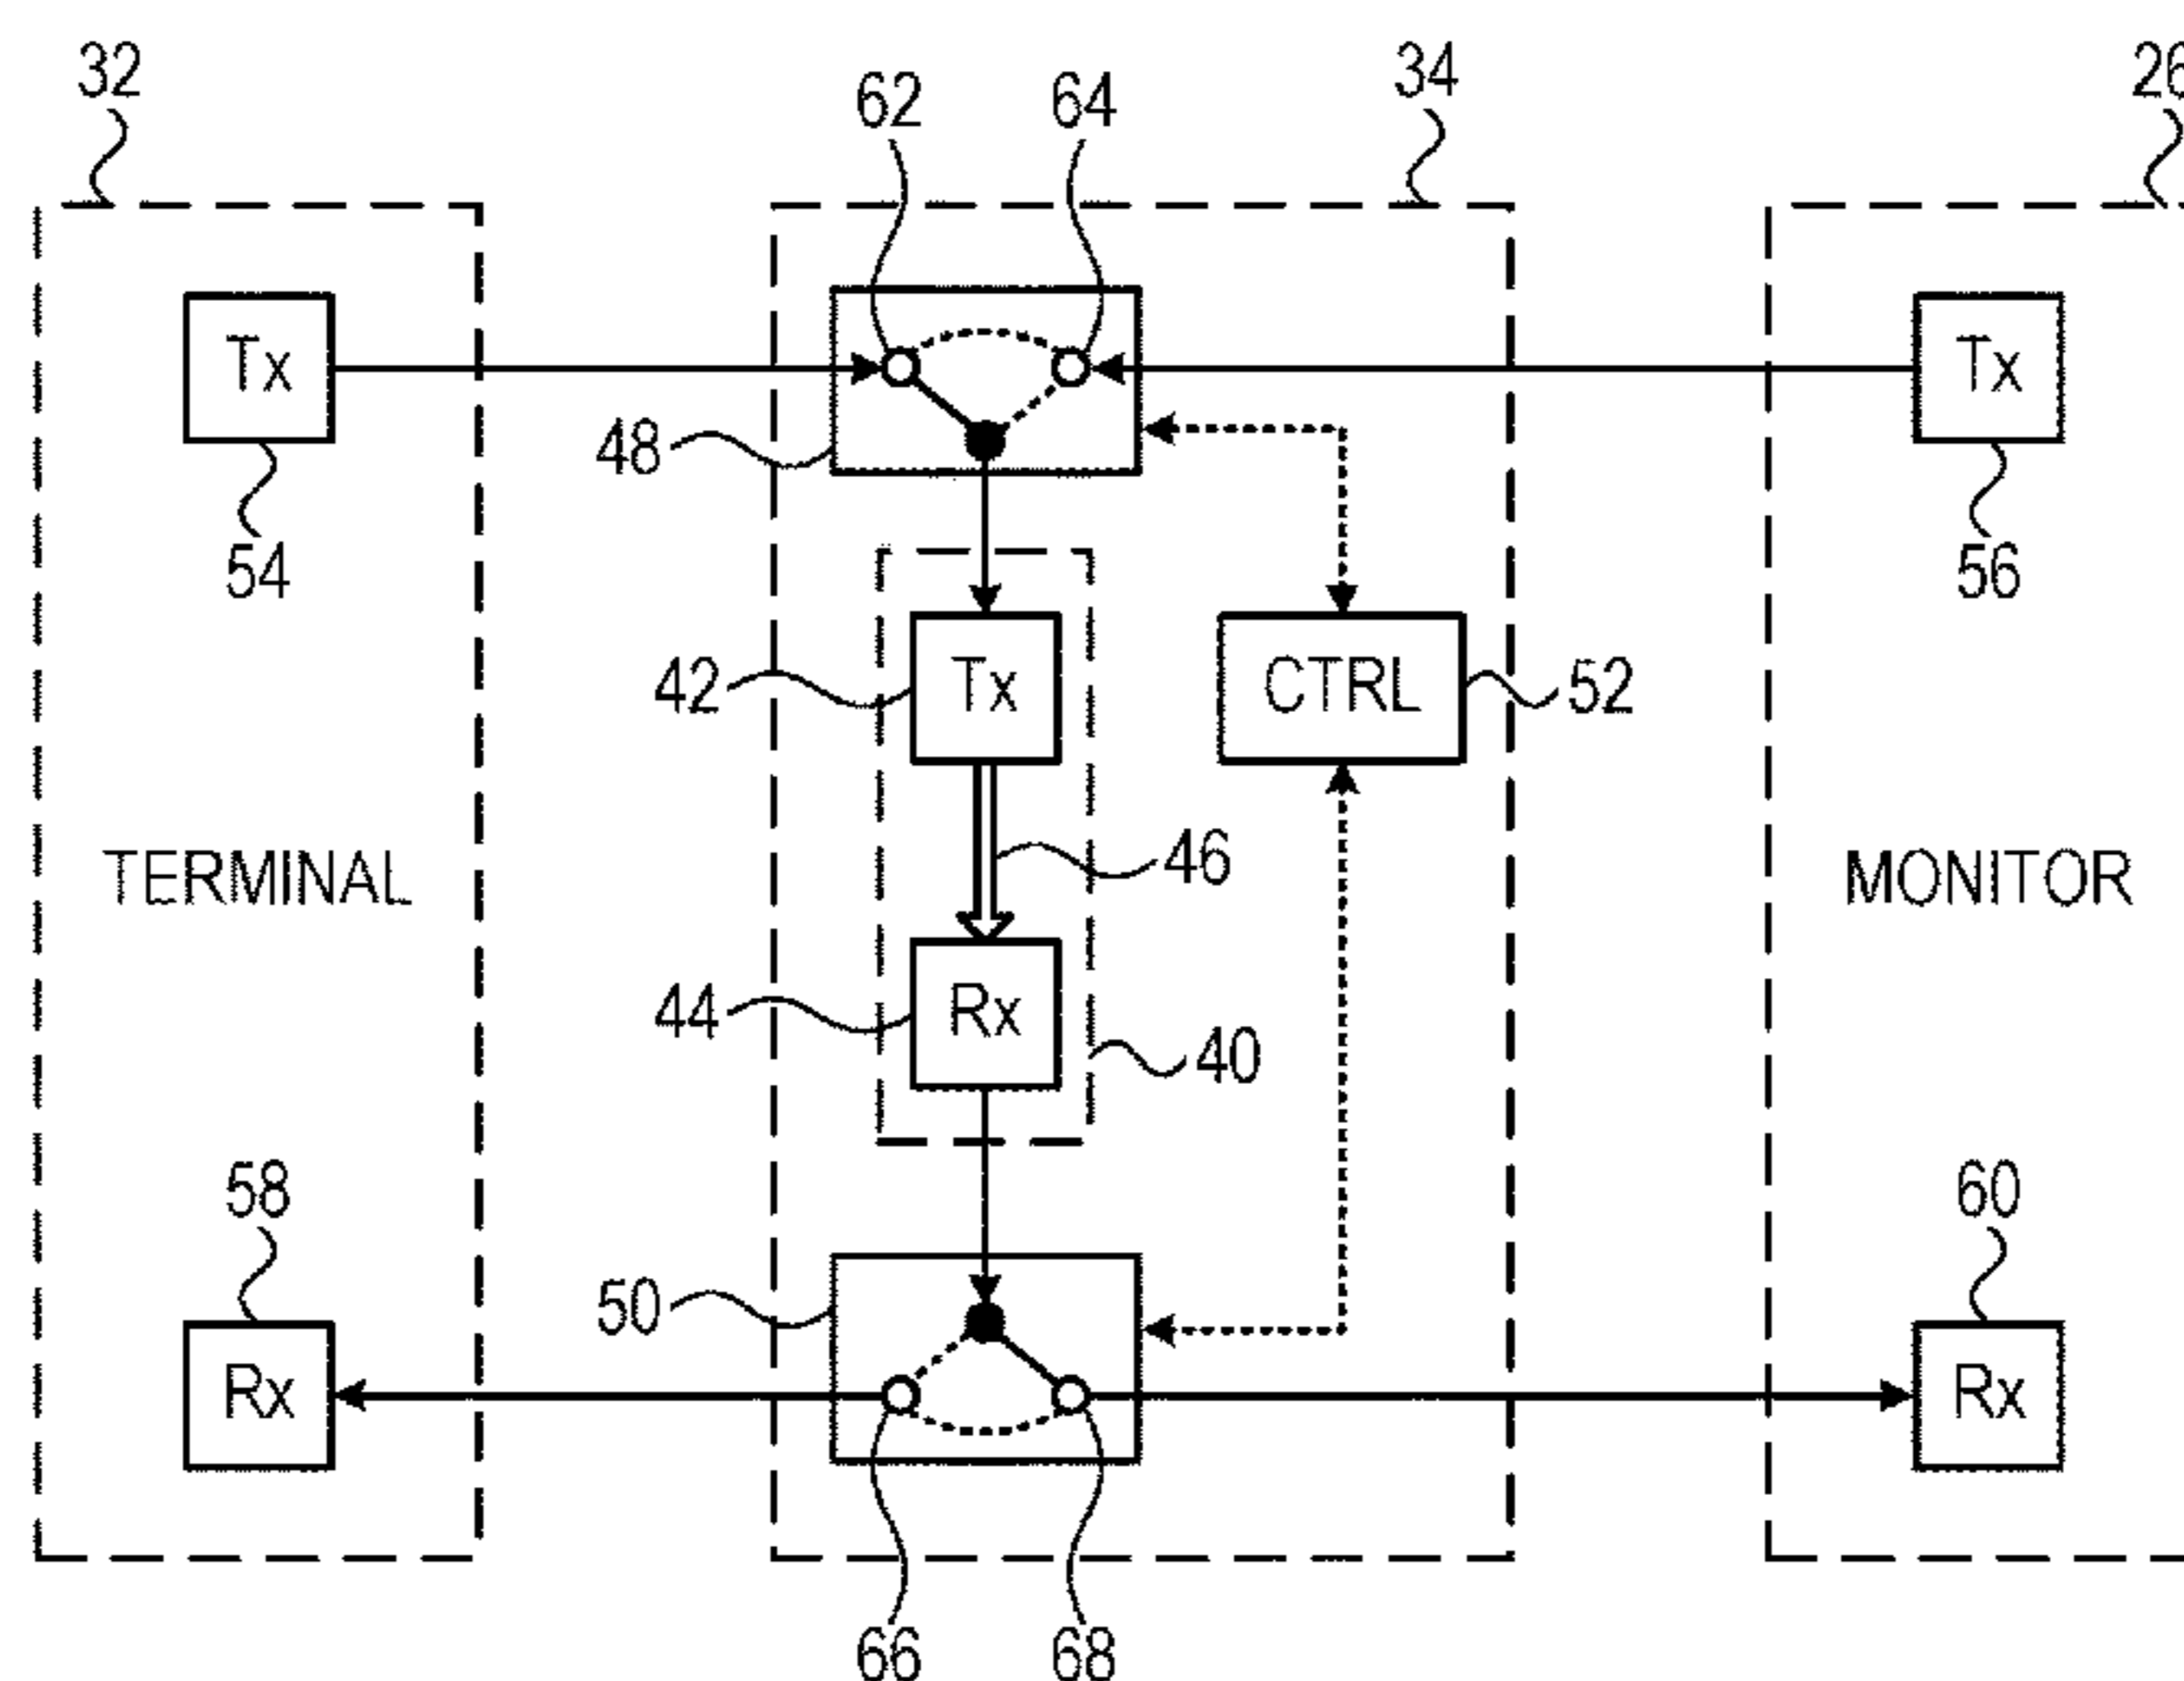 32 62 64 34 26
Tx Tx
48
54 56
42 Tx CTRL 52
46
TERMINAL MONITOR
44 Rx
40
58 60
50
Rx Rx
66 68